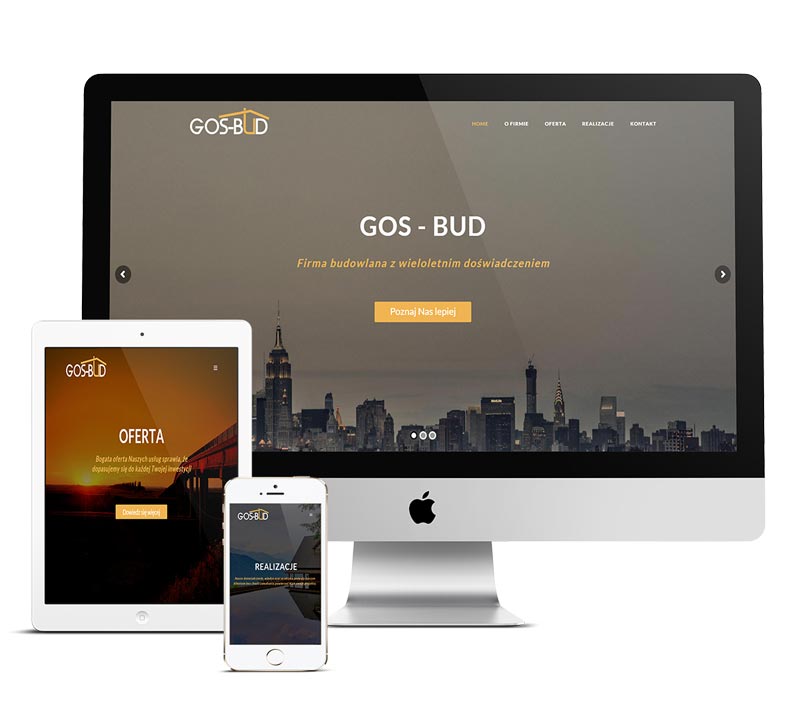 GOS-BUD
HOME O FIRMIE OFERTA REALIZACJE KONTAKT
GOS - BUD
Firma budowlana z wieloletnim doświadczeniem
Poznaj Nas lepiej
GOS-BUD
OFERTA
Bogata oferta Naszych usług sprawia, że
dopasujemy się do każdej Twojej inwestycji
Dowiedz się więcej
GOS-BUD
REALIZACJE